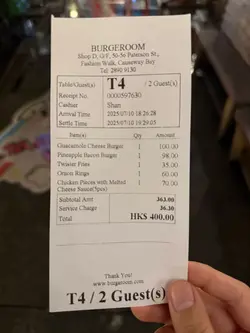 BURGEROOM
Shop D, G/F, 50-56 Paterson St.,
Fashion Walk, Causeway Bay
Tel: 2890 9130
Table/Guest(s) T4 / 2 Guest(s)
Receipt No. 0000597630
Cashier Shan
Arrival Time 2025/07/10 18:26:28
Settle Time 2025/07/10 19:29:03
Item(s) Qty Amount
Guacamole Cheese Burger 1 100.00
Pineapple Bacon Burger 1 98.00
Twister Fries 1 35.00
Onion Rings 1 60.00
Chicken Pieces with Melted 1 70.00
Cheese Sauce(5pcs)
Subtotal Amt 363.00
Service Charge 36.30
Total HK$ 400.00
Thank You!
www.burgeroom.com
T4 / 2 Guest(s)